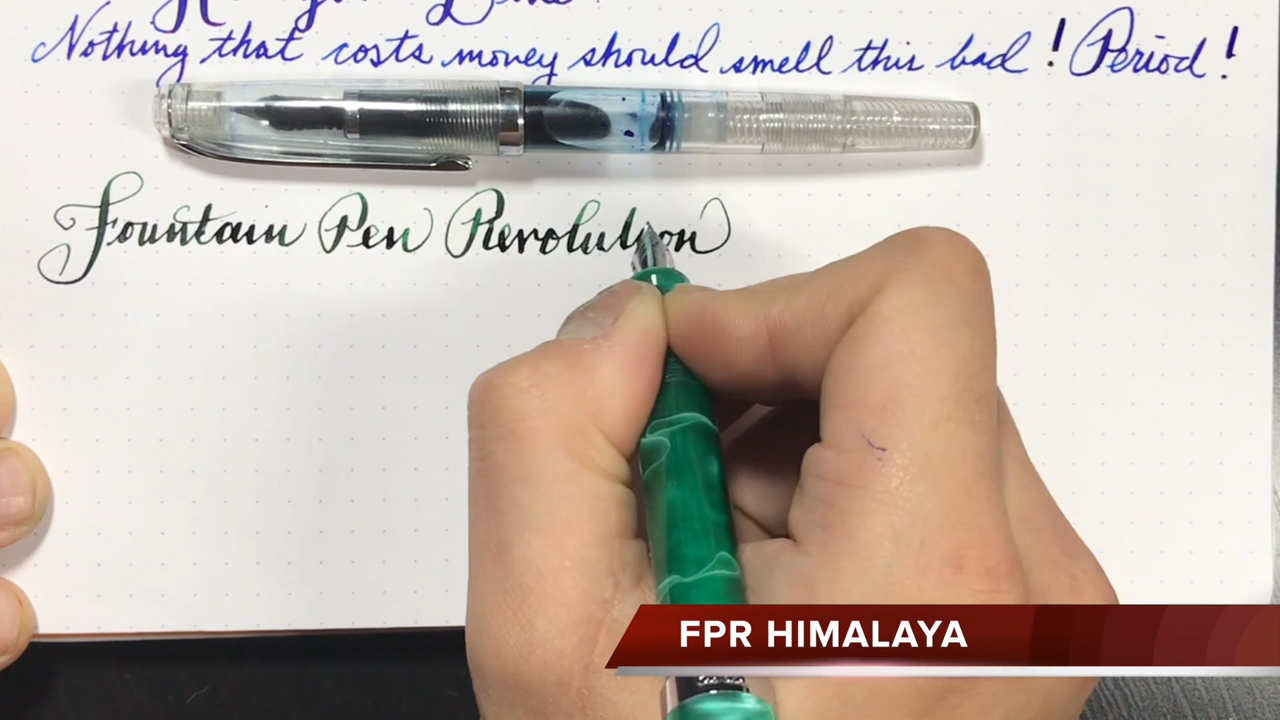 Nothing that costs money should smell this bad! Period!
Fountain Pen Revolution
FPR HIMALAYA